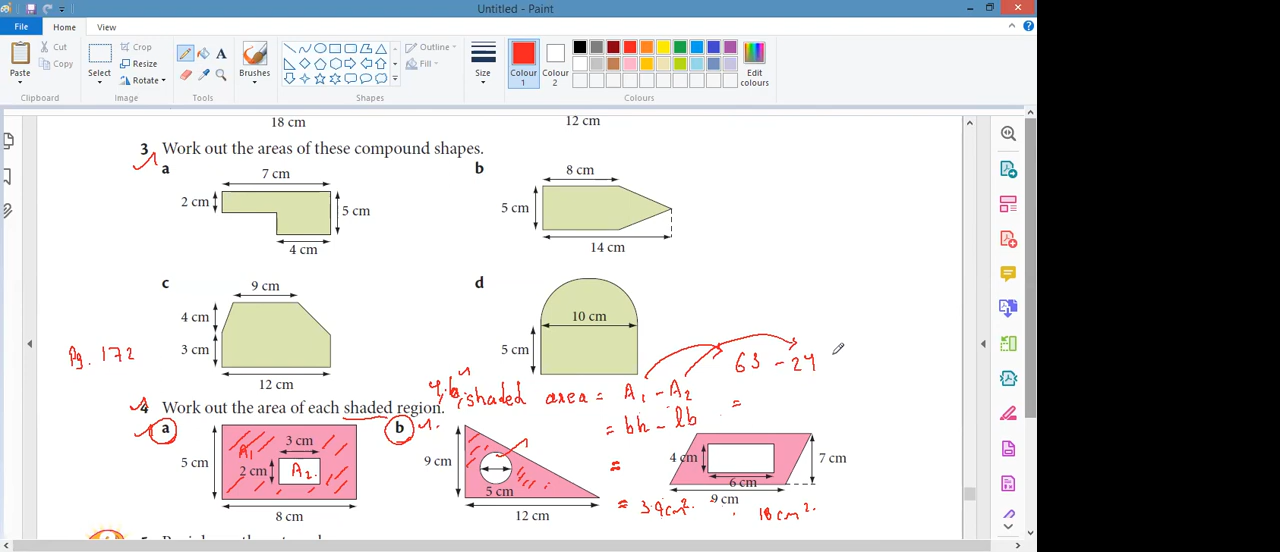 Untitled - Paint
File
Home
View
Paste
Cut
Copy
Select
Crop
Resize
Rotate
Brushes
Outline
Fill
Size
Colour
1
Colour
2
Edit
colours
Clipboard
Image
Tools
Shapes
Colours
18 cm
12 cm
3 Work out the areas of these compound shapes.
a
7 cm
2 cm
5 cm
4 cm
b
8 cm
5 cm
14 cm
c
9 cm
4 cm
3 cm
12 cm
d
10 cm
5 cm
Pg. 172
63 - 24
shaded area = A₁ - A₂
=
= bh - lb
4 Work out the area of each shaded region.
a
5 cm
A₁
3 cm
2 cm
A₂
8 cm
b
9 cm
5 cm
12 cm
=
4 cm
6 cm
7 cm
9 cm
=
18 cm².